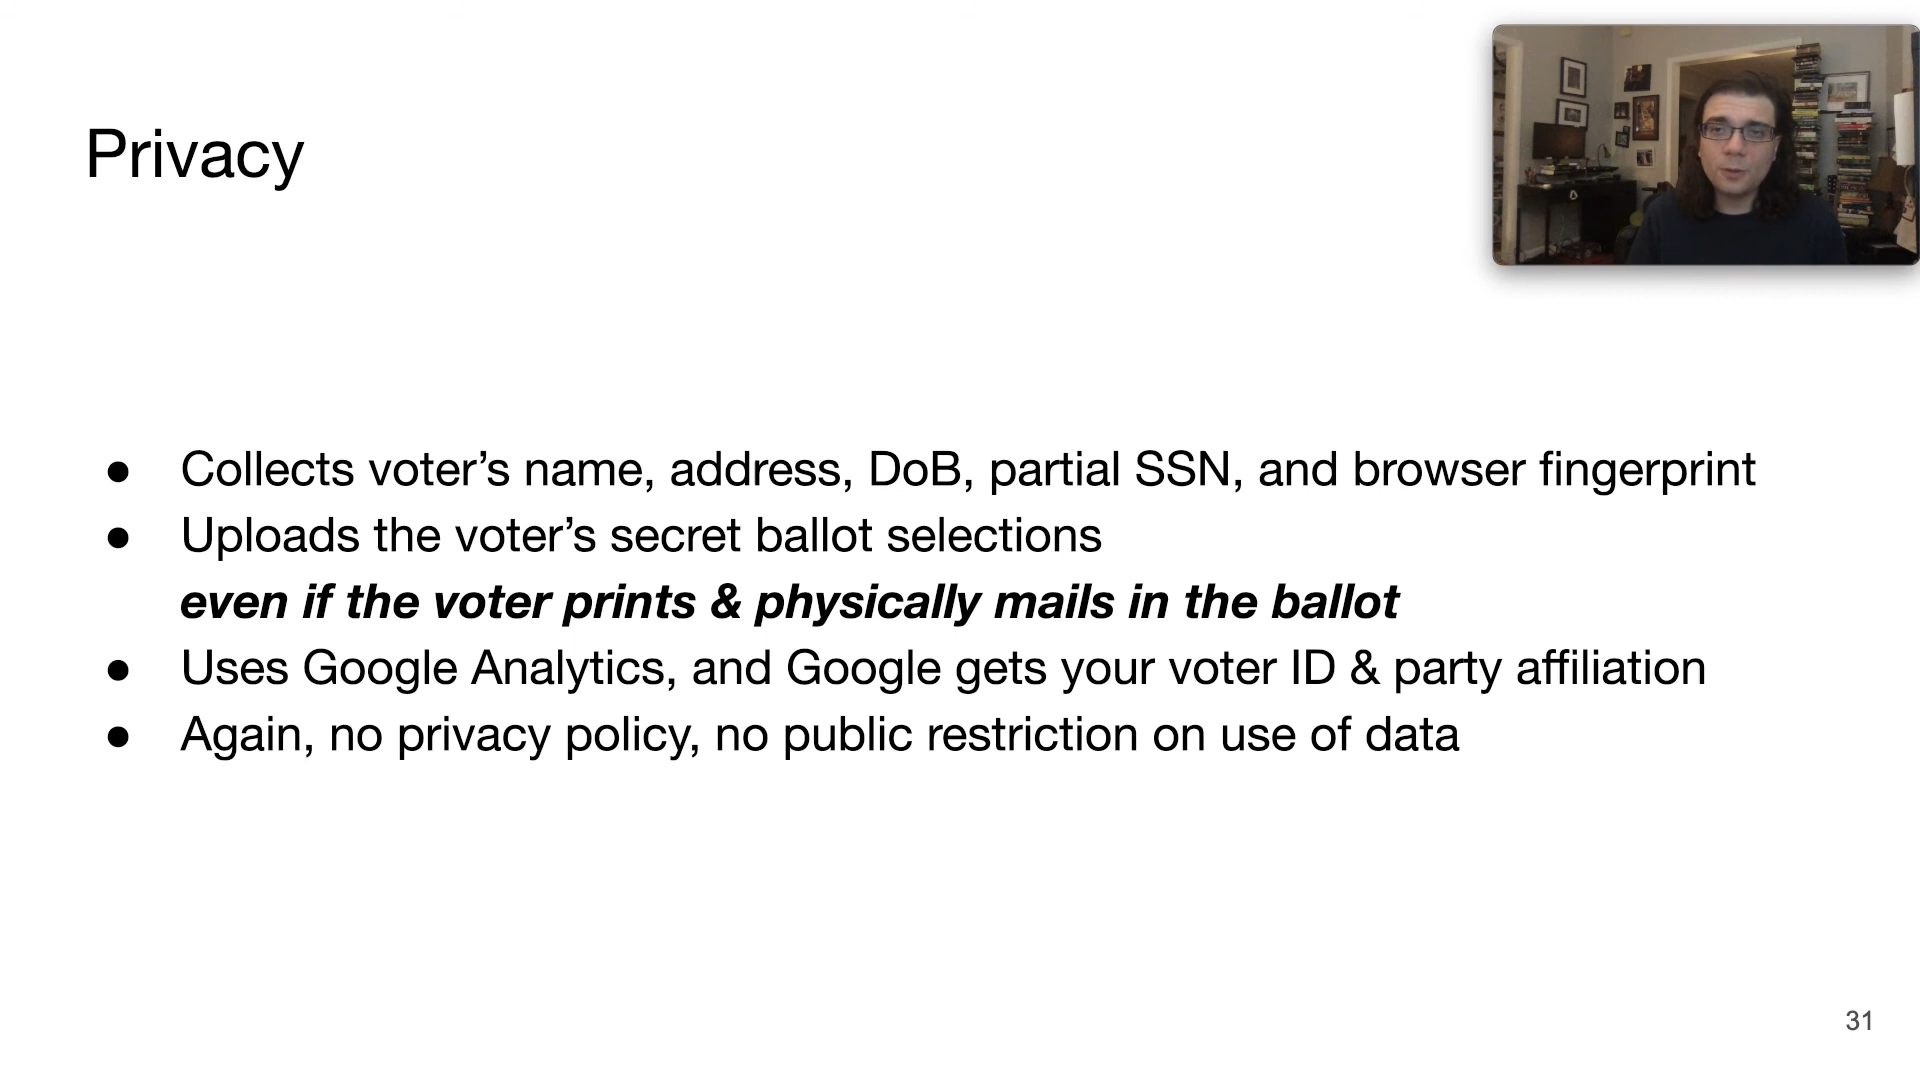 Privacy
● Collects voter’s name, address, DoB, partial SSN, and browser fingerprint
● Uploads the voter’s secret ballot selections
even if the voter prints & physically mails in the ballot
● Uses Google Analytics, and Google gets your voter ID & party affiliation
● Again, no privacy policy, no public restriction on use of data
31